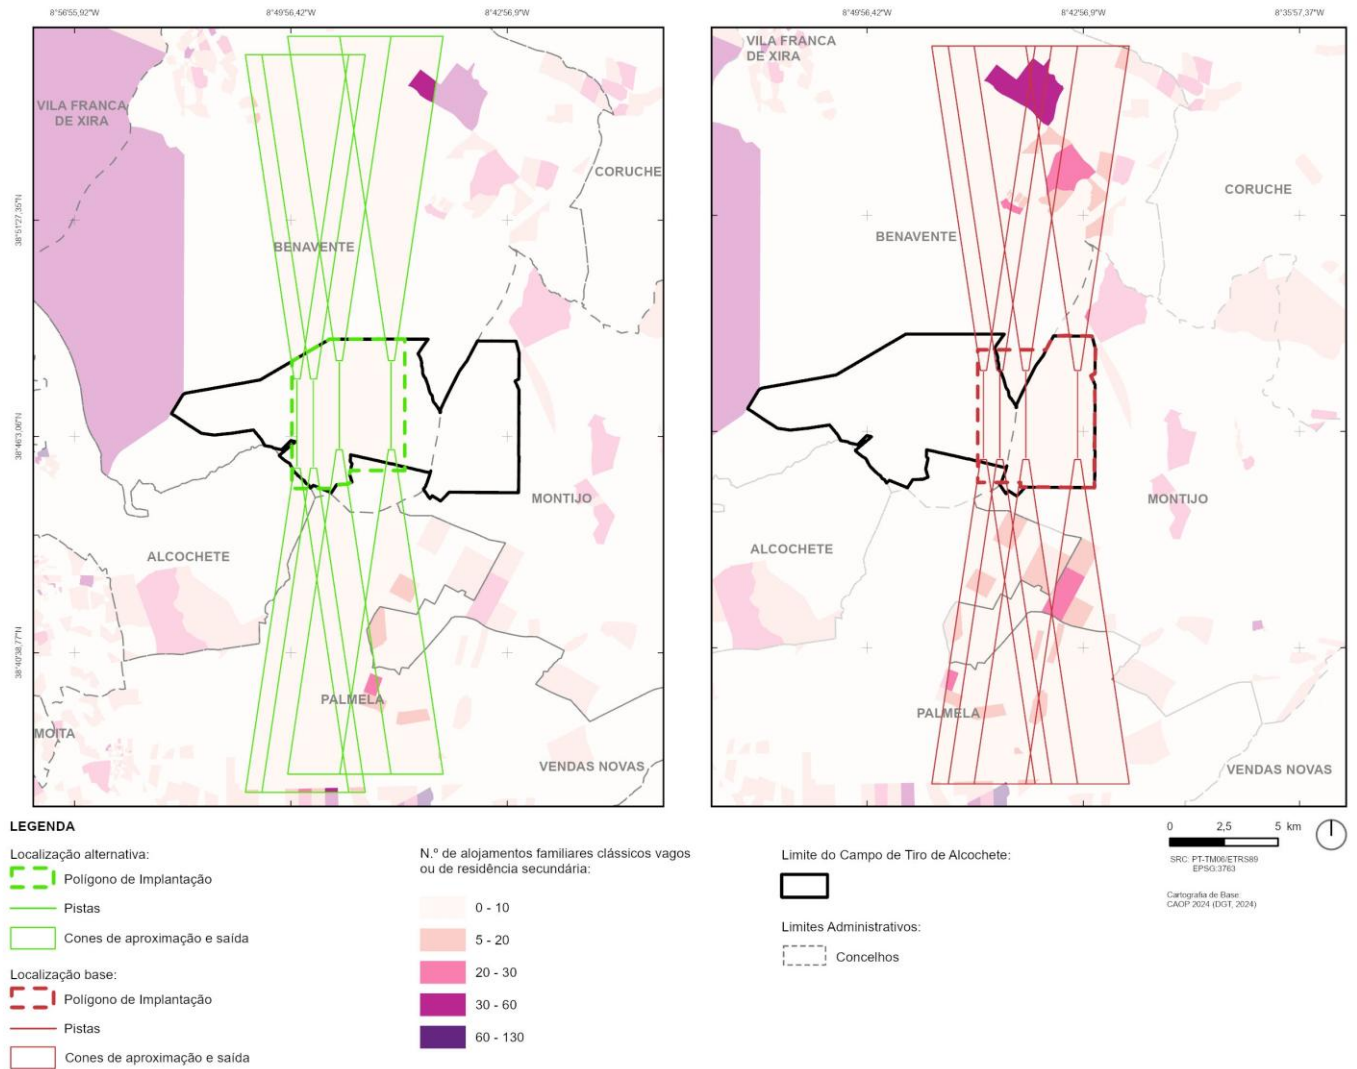 8°56'55,92"W
8°49'56,42"W
8°42'56,9"W
8°49'56,42"W
8°42'56,9"W
8°35'57,37"W
VILA FRANCA
DE XIRA
CORUCHE
BENAVENTE
MONTIJO
ALCOCHETE
PALMELA
MOITA
VENDAS NOVAS
38°51'27,35"N
38°46'3,06"N
38°40'38,77"N
VILA FRANCA
DE XIRA
CORUCHE
BENAVENTE
MONTIJO
ALCOCHETE
PALMELA
VENDAS NOVAS
LEGENDA
Localização alternativa:
Polígono de Implantação
Pistas
Cones de aproximação e saída
Localização base:
Polígono de Implantação
Pistas
Cones de aproximação e saída
N.º de alojamentos familiares clássicos vagos
ou de residência secundária:
0 - 10
5 - 20
20 - 30
30 - 60
60 - 130
Limite do Campo de Tiro de Alcochete:
Limites Administrativos:
Concelhos
0 2,5 5 km
SRC: PT-TM06/ETRS89
EPSG:3763
Cartografia de Base:
CAOP 2024 (DGT, 2024)